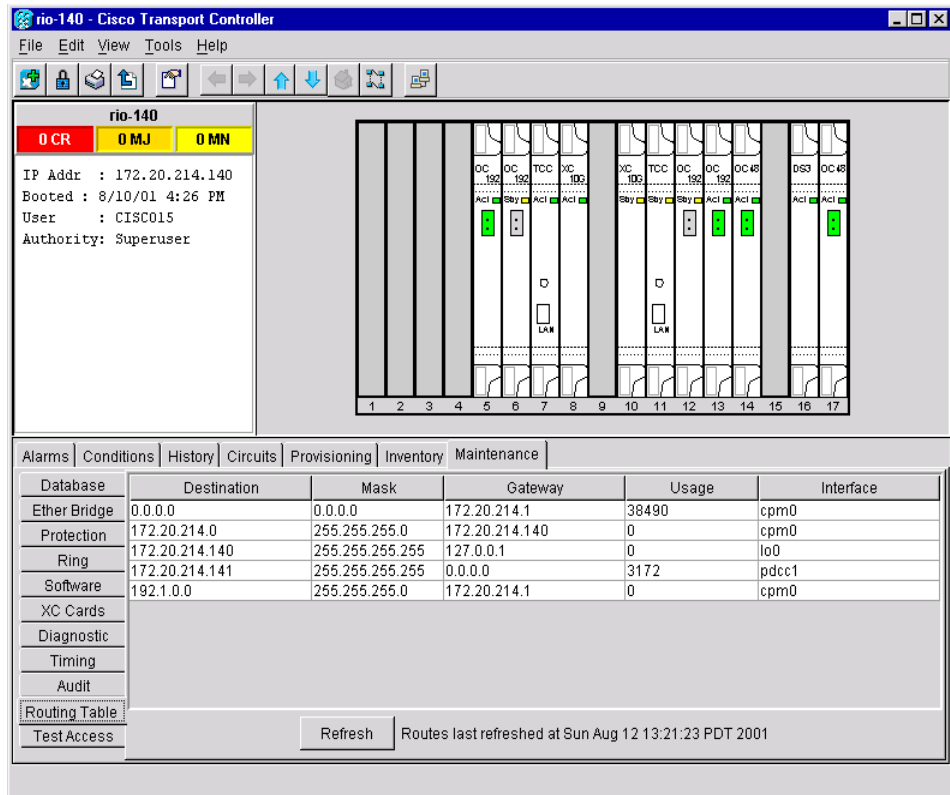 rio-140 - Cisco Transport Controller
File Edit View Tools Help
rio-140
0 CR 0 MJ 0 MN
IP Addr : 172.20.214.140
Booted : 8/10/01 4:26 PM
User : CISCO15
Authority: Superuser
OC 192 OC 192 TCC XC 10G XC 10G TCC OC 192 OC 192 OC48 DS3 OC48
Act Sby Act Act Sby Sby Sby Act Act Act Act
LAN LAN
1 2 3 4 5 6 7 8 9 10 11 12 13 14 15 16 17
Alarms Conditions History Circuits Provisioning Inventory Maintenance
Database
Ether Bridge
Protection
Ring
Software
XC Cards
Diagnostic
Timing
Audit
Routing Table
Test Access
Destination Mask Gateway Usage Interface
0.0.0.0 0.0.0.0 172.20.214.1 38490 cpm0
172.20.214.0 255.255.255.0 172.20.214.140 0 cpm0
172.20.214.140 255.255.255.255 127.0.0.1 0 lo0
172.20.214.141 255.255.255.255 0.0.0.0 3172 pdcc1
192.1.0.0 255.255.255.0 172.20.214.1 0 cpm0
Refresh Routes last refreshed at Sun Aug 12 13:21:23 PDT 2001